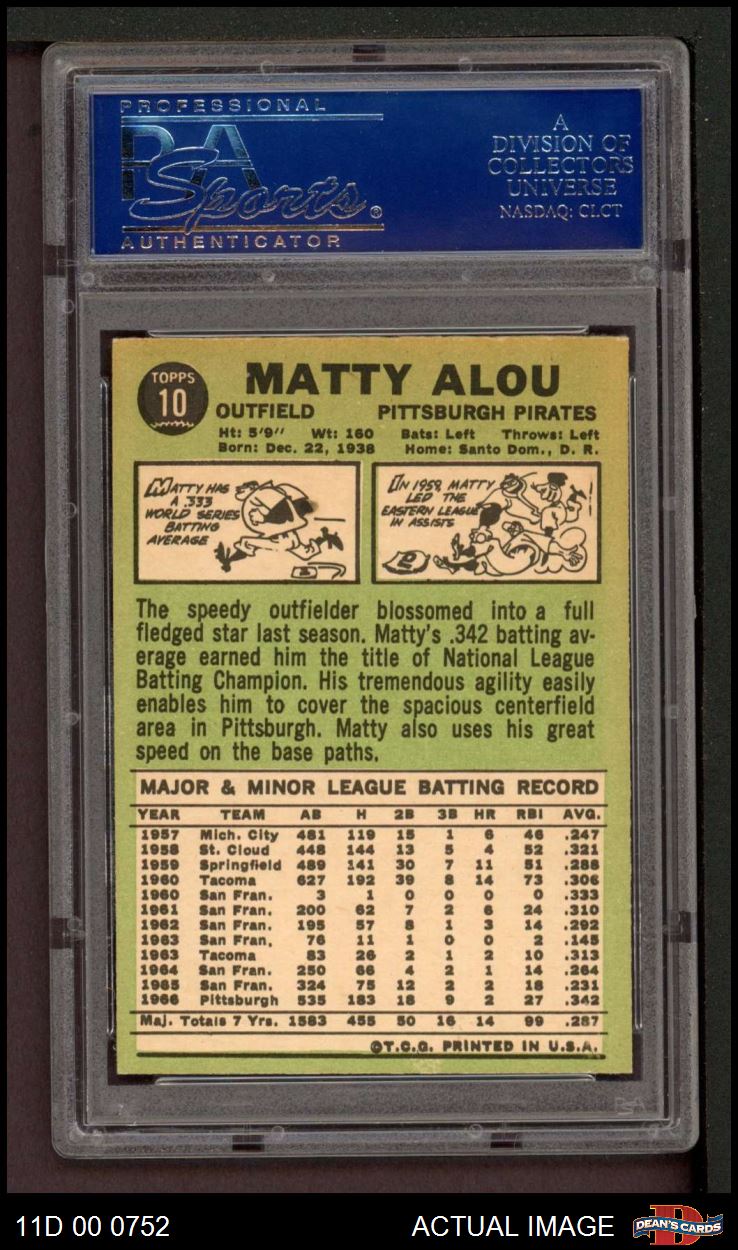 PROFESSIONAL
PSA
Sports®
AUTHENTICATOR
A
DIVISION OF
COLLECTORS
UNIVERSE
NASDAQ: CLCT
TOPPS
10
MATTY ALOU
OUTFIELD PITTSBURGH PIRATES
Ht: 5'9'' Wt: 160 Bats: Left Throws: Left
Born: Dec. 22, 1938 Home: Santo Dom., D. R.
MATTY HAS
A .333
WORLD SERIES
BATTING
AVERAGE
IN 1959, MATTY
LED THE
EASTERN LEAGUE
IN ASSISTS
The speedy outfielder blossomed into a full
fledged star last season. Matty's .342 batting av-
erage earned him the title of National League
Batting Champion. His tremendous agility easily
enables him to cover the spacious centerfield
area in Pittsburgh. Matty also uses his great
speed on the base paths.
MAJOR & MINOR LEAGUE BATTING RECORD
YEAR TEAM AB H 2B 3B HR RBI AVG.
1957 Mich. City 481 119 15 1 6 46 .247
1958 St. Cloud 448 144 13 5 4 52 .321
1959 Springfield 489 141 30 7 11 51 .288
1960 Tacoma 627 192 39 8 14 73 .306
1960 San Fran. 3 1 0 0 0 0 .333
1961 San Fran. 200 62 7 2 6 24 .310
1962 San Fran. 195 57 8 1 3 14 .292
1963 San Fran. 76 11 1 0 0 2 .145
1963 Tacoma 83 26 2 1 2 10 .313
1964 San Fran. 250 66 4 2 1 14 .264
1965 San Fran. 324 75 12 2 2 18 .231
1966 Pittsburgh 535 183 18 9 2 27 .342
Maj. Totals 7 Yrs. 1583 455 50 16 14 99 .287
©T.C.G. PRINTED IN U.S.A.
11D 00 0752 ACTUAL IMAGE
DEAN'S CARDS